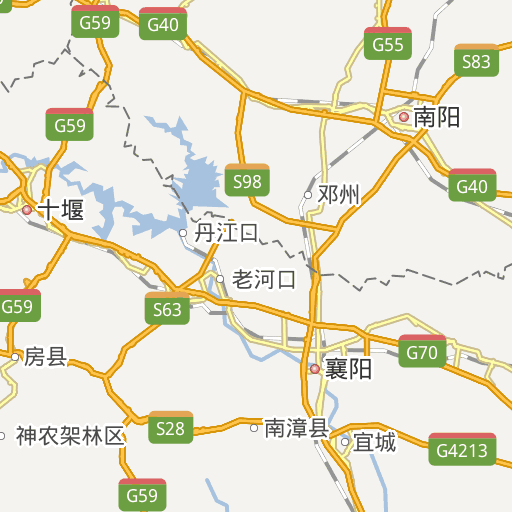 G59
G40
G55
S83
南阳
G59
S98
邓州
G40
十堰
丹江口
老河口
G59
S63
G70
房县
襄阳
神农架林区
S28
南漳县
宜城
G4213
G59